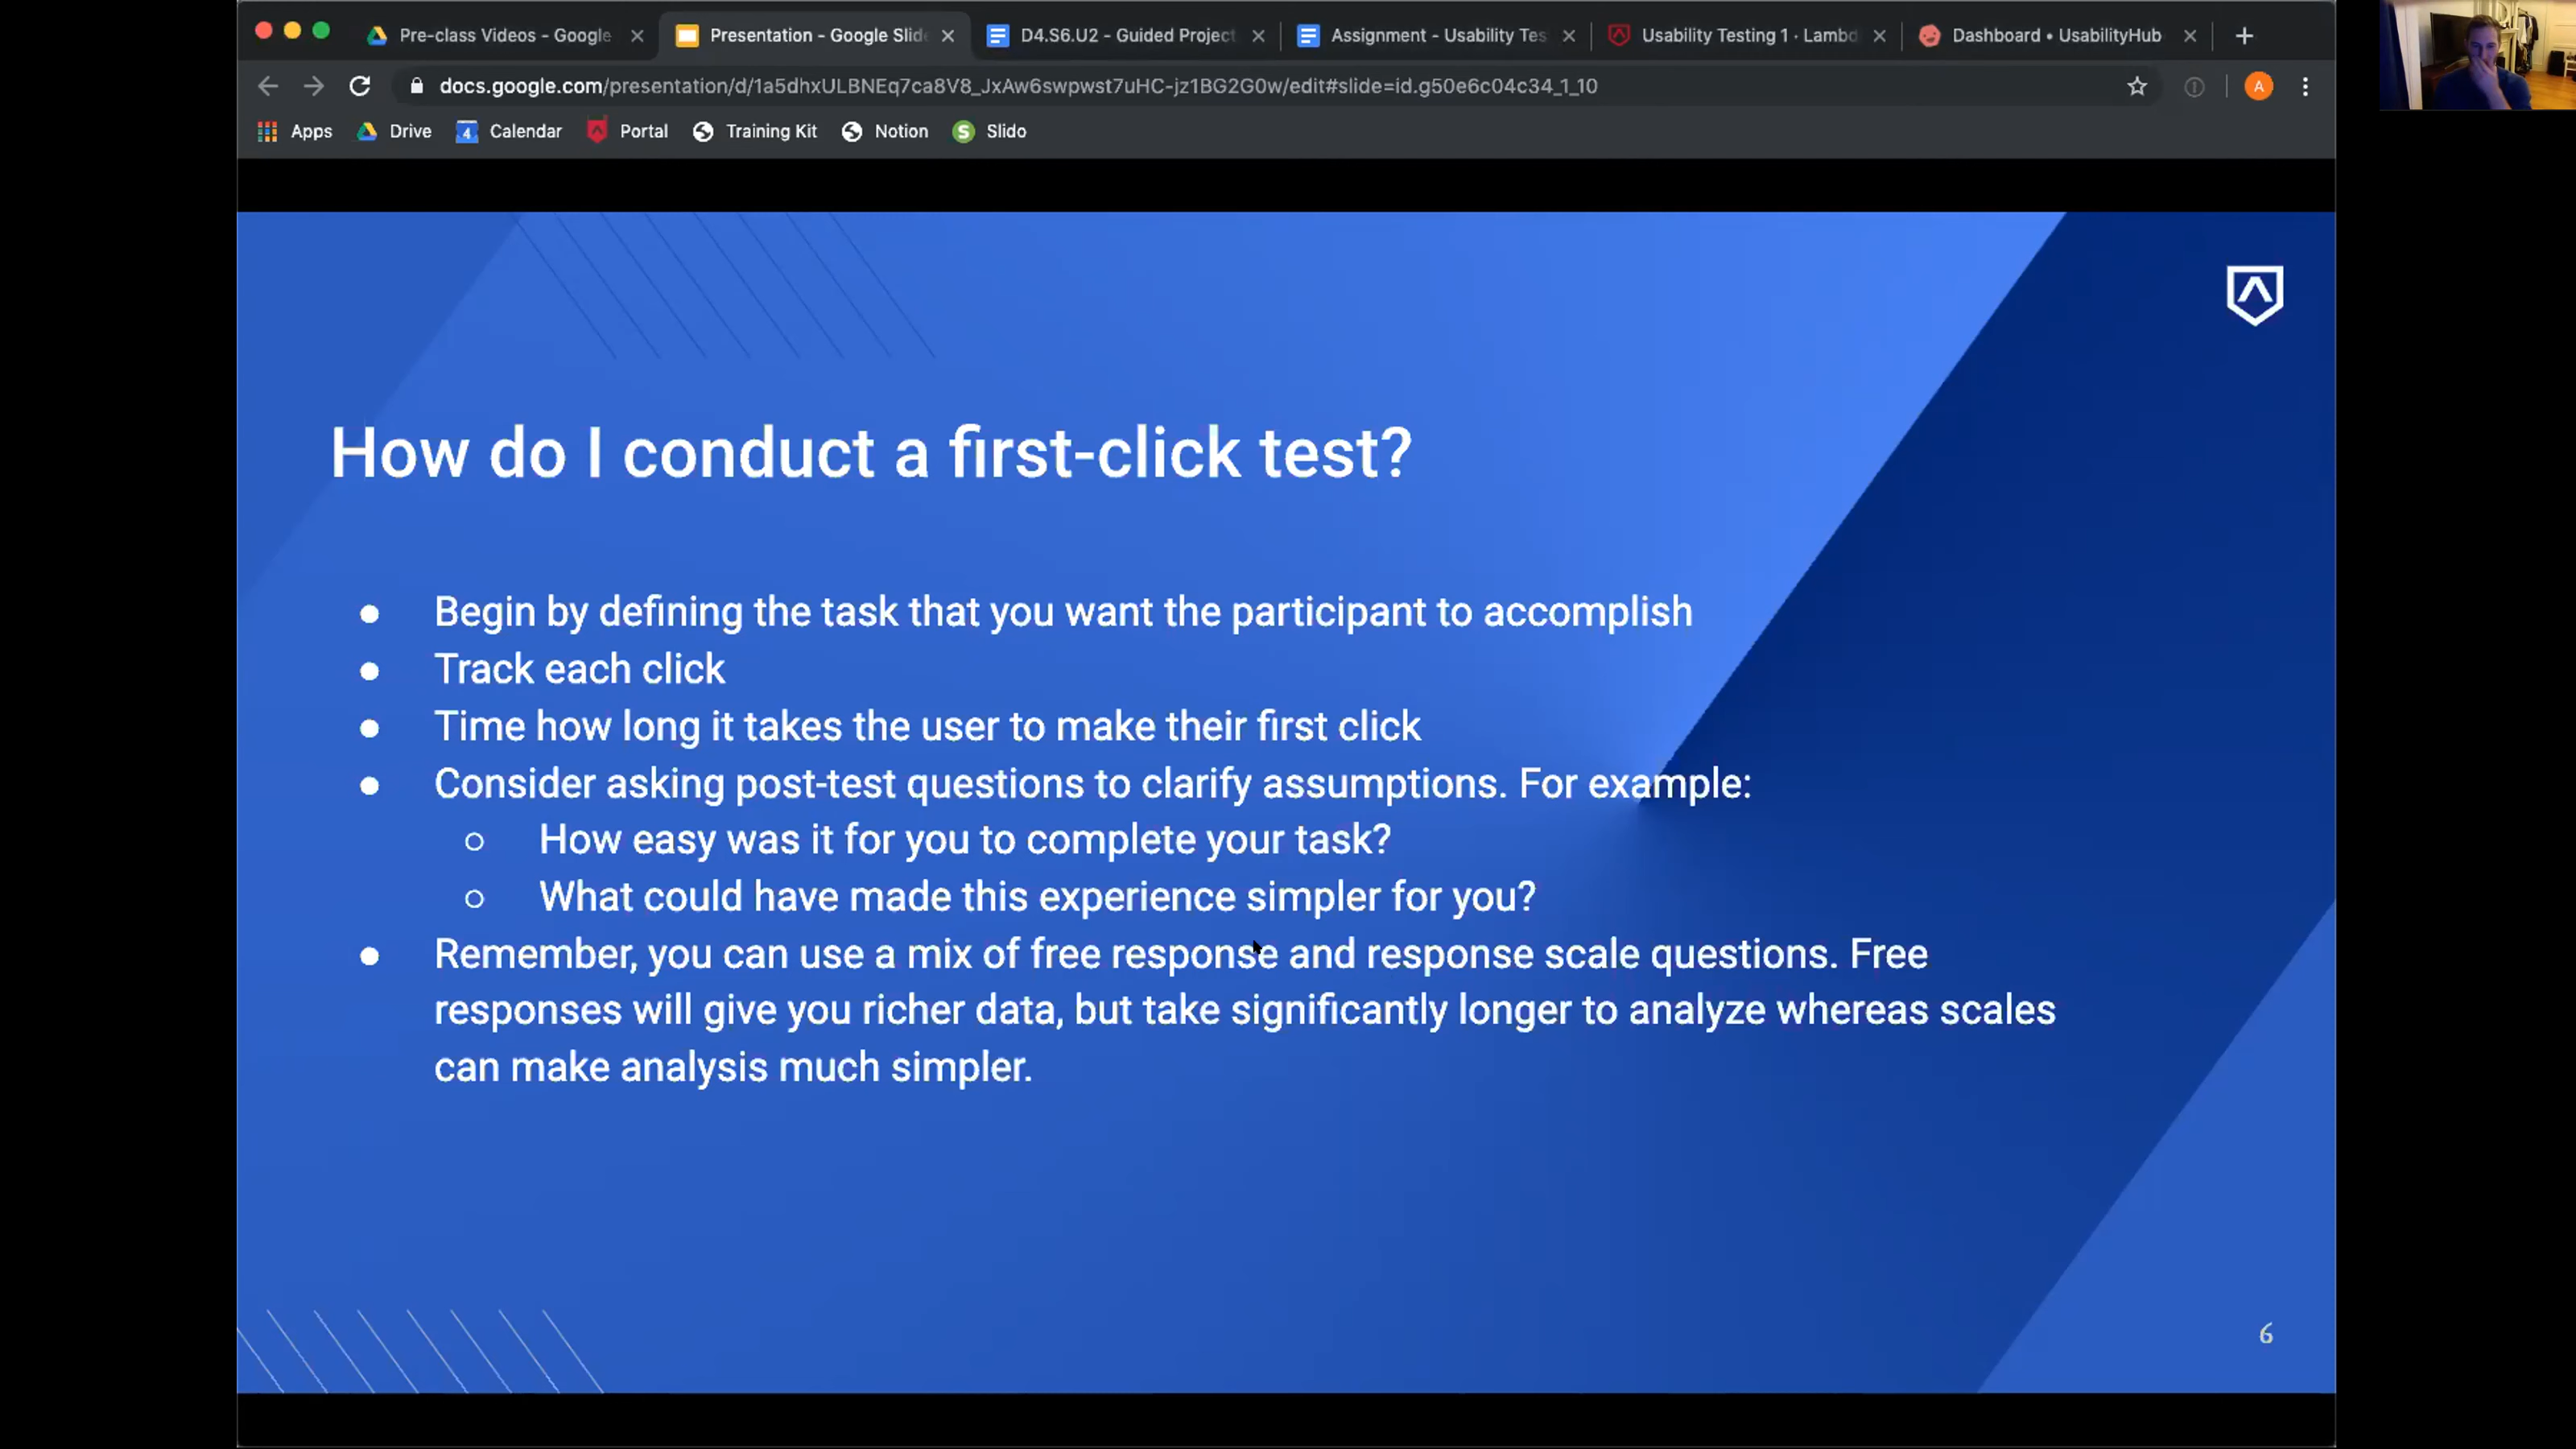 Pre-class Videos - Google
Presentation - Google Slide
D4.S6.U2 - Guided Project
Assignment - Usability Tes
Usability Testing 1 · Lambd
Dashboard • UsabilityHub
docs.google.com/presentation/d/1a5dhxULBNEq7ca8V8_JxAw6swpwst7uHC-jz1BG2G0w/edit#slide=id.g50e6c04c34_1_10
A
Apps
Drive
4
Calendar
Portal
Training Kit
Notion
S
Slido
How do I conduct a first-click test?
● Begin by defining the task that you want the participant to accomplish
● Track each click
● Time how long it takes the user to make their first click
● Consider asking post-test questions to clarify assumptions. For example:
○ How easy was it for you to complete your task?
○ What could have made this experience simpler for you?
● Remember, you can use a mix of free response and response scale questions. Free
responses will give you richer data, but take significantly longer to analyze whereas scales
can make analysis much simpler.
6